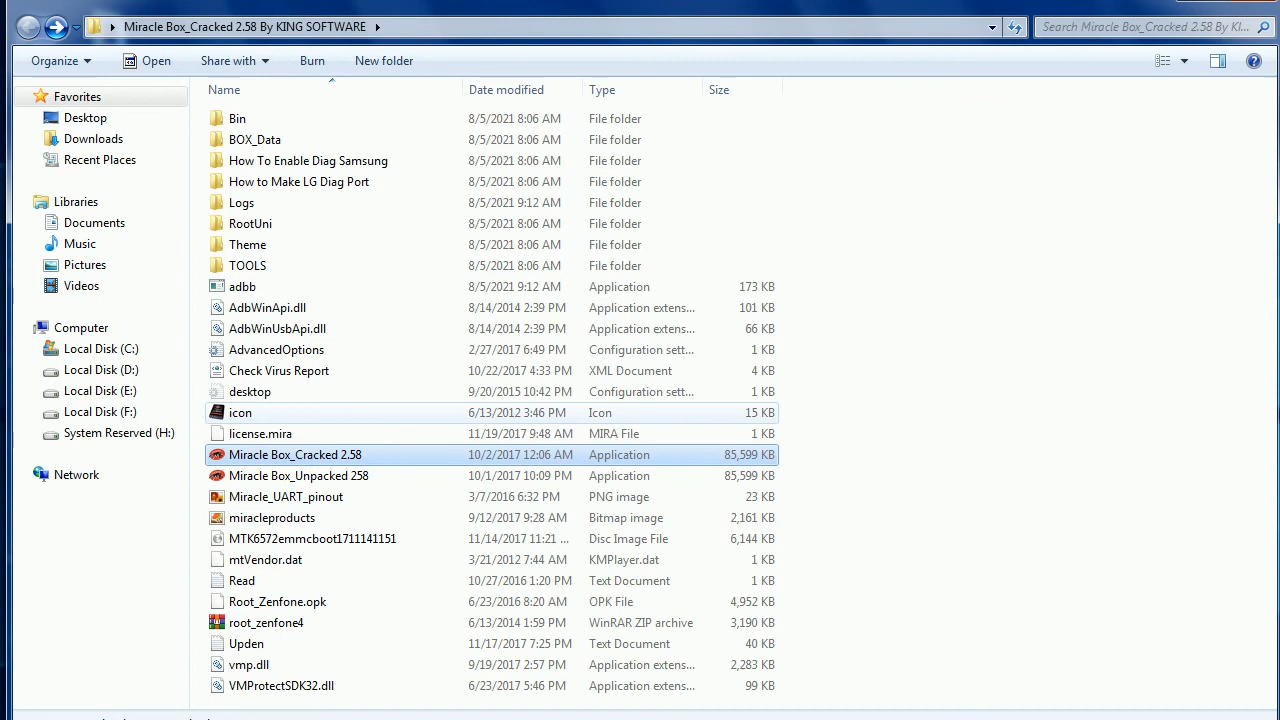 Miracle Box_Cracked 2.58 By KING SOFTWARE
Search Miracle Box_Cracked 2.58 By KI...
Organize Open Share with Burn New folder
Name Date modified Type Size
Favorites
Desktop
Downloads
Recent Places
Libraries
Documents
Music
Pictures
Videos
Computer
Local Disk (C:)
Local Disk (D:)
Local Disk (E:)
Local Disk (F:)
System Reserved (H:)
Network
Bin 8/5/2021 8:06 AM File folder
BOX_Data 8/5/2021 8:06 AM File folder
How To Enable Diag Samsung 8/5/2021 8:06 AM File folder
How to Make LG Diag Port 8/5/2021 8:06 AM File folder
Logs 8/5/2021 9:12 AM File folder
RootUni 8/5/2021 8:06 AM File folder
Theme 8/5/2021 8:06 AM File folder
TOOLS 8/5/2021 8:06 AM File folder
adbb 8/5/2021 9:12 AM Application 173 KB
AdbWinApi.dll 8/14/2014 2:39 PM Application extens... 101 KB
AdbWinUsbApi.dll 8/14/2014 2:39 PM Application extens... 66 KB
AdvancedOptions 2/27/2017 6:49 PM Configuration sett... 1 KB
Check Virus Report 10/22/2017 4:33 PM XML Document 4 KB
desktop 9/20/2015 10:42 PM Configuration sett... 1 KB
icon 6/13/2012 3:46 PM Icon 15 KB
license.mira 11/19/2017 9:48 AM MIRA File 1 KB
Miracle Box_Cracked 2.58 10/2/2017 12:06 AM Application 85,599 KB
Miracle Box_Unpacked 258 10/1/2017 10:09 PM Application 85,599 KB
Miracle_UART_pinout 3/7/2016 6:32 PM PNG image 23 KB
miracleproducts 9/12/2017 9:28 AM Bitmap image 2,161 KB
MTK6572emmcboot1711141151 11/14/2017 11:21 ... Disc Image File 6,144 KB
mtVendor.dat 3/21/2012 7:44 AM KMPlayer.dat 1 KB
Read 10/27/2016 1:20 PM Text Document 1 KB
Root_Zenfone.opk 6/23/2016 8:20 AM OPK File 4,952 KB
root_zenfone4 6/13/2014 1:59 PM WinRAR ZIP archive 3,190 KB
Upden 11/17/2017 7:25 PM Text Document 40 KB
vmp.dll 9/19/2017 2:57 PM Application extens... 2,283 KB
VMProtectSDK32.dll 6/23/2017 5:46 PM Application extens... 99 KB